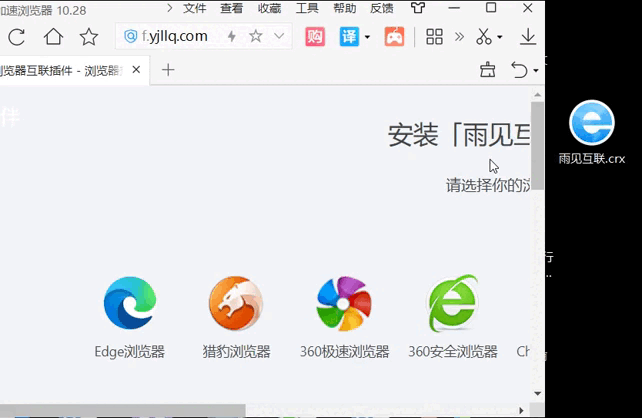 加速浏览器 10.28
文件 查看 收藏 工具 帮助 反馈
f.yjllq.com
购
译
浏览器互联插件 - 浏览器
件
安装「雨见互
请选择你的浏
雨见互联.crx
行
...
Edge浏览器
猎豹浏览器
360极速浏览器
360安全浏览器
Ch